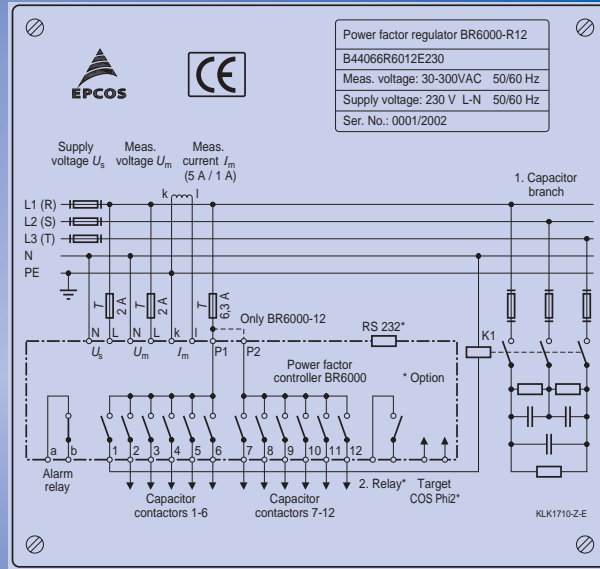 Power factor regulator BR6000-R12
B44066R6012E230
Meas. voltage: 30-300VAC 50/60 Hz
Supply voltage: 230 V L-N 50/60 Hz
Ser. No.: 0001/2002
EPCOS
CE
Supply
voltage Us
Meas.
voltage Um
Meas.
current Im
(5 A / 1 A)
1. Capacitor
branch
k l
L1 (R)
L2 (S)
L3 (T)
N
PE
T 2 A
T 2 A
T 6,3 A
Only BR6000-12
RS 232*
K1
N L N L k l
Us Um Im P1 P2
Power factor
controller BR6000
* Option
a b 1 2 3 4 5 6 7 8 9 10 11 12
Alarm
relay
Capacitor
contactors 1-6
Capacitor
contactors 7-12
2. Relay*
Target
COS Phi2*
KLK1710-Z-E